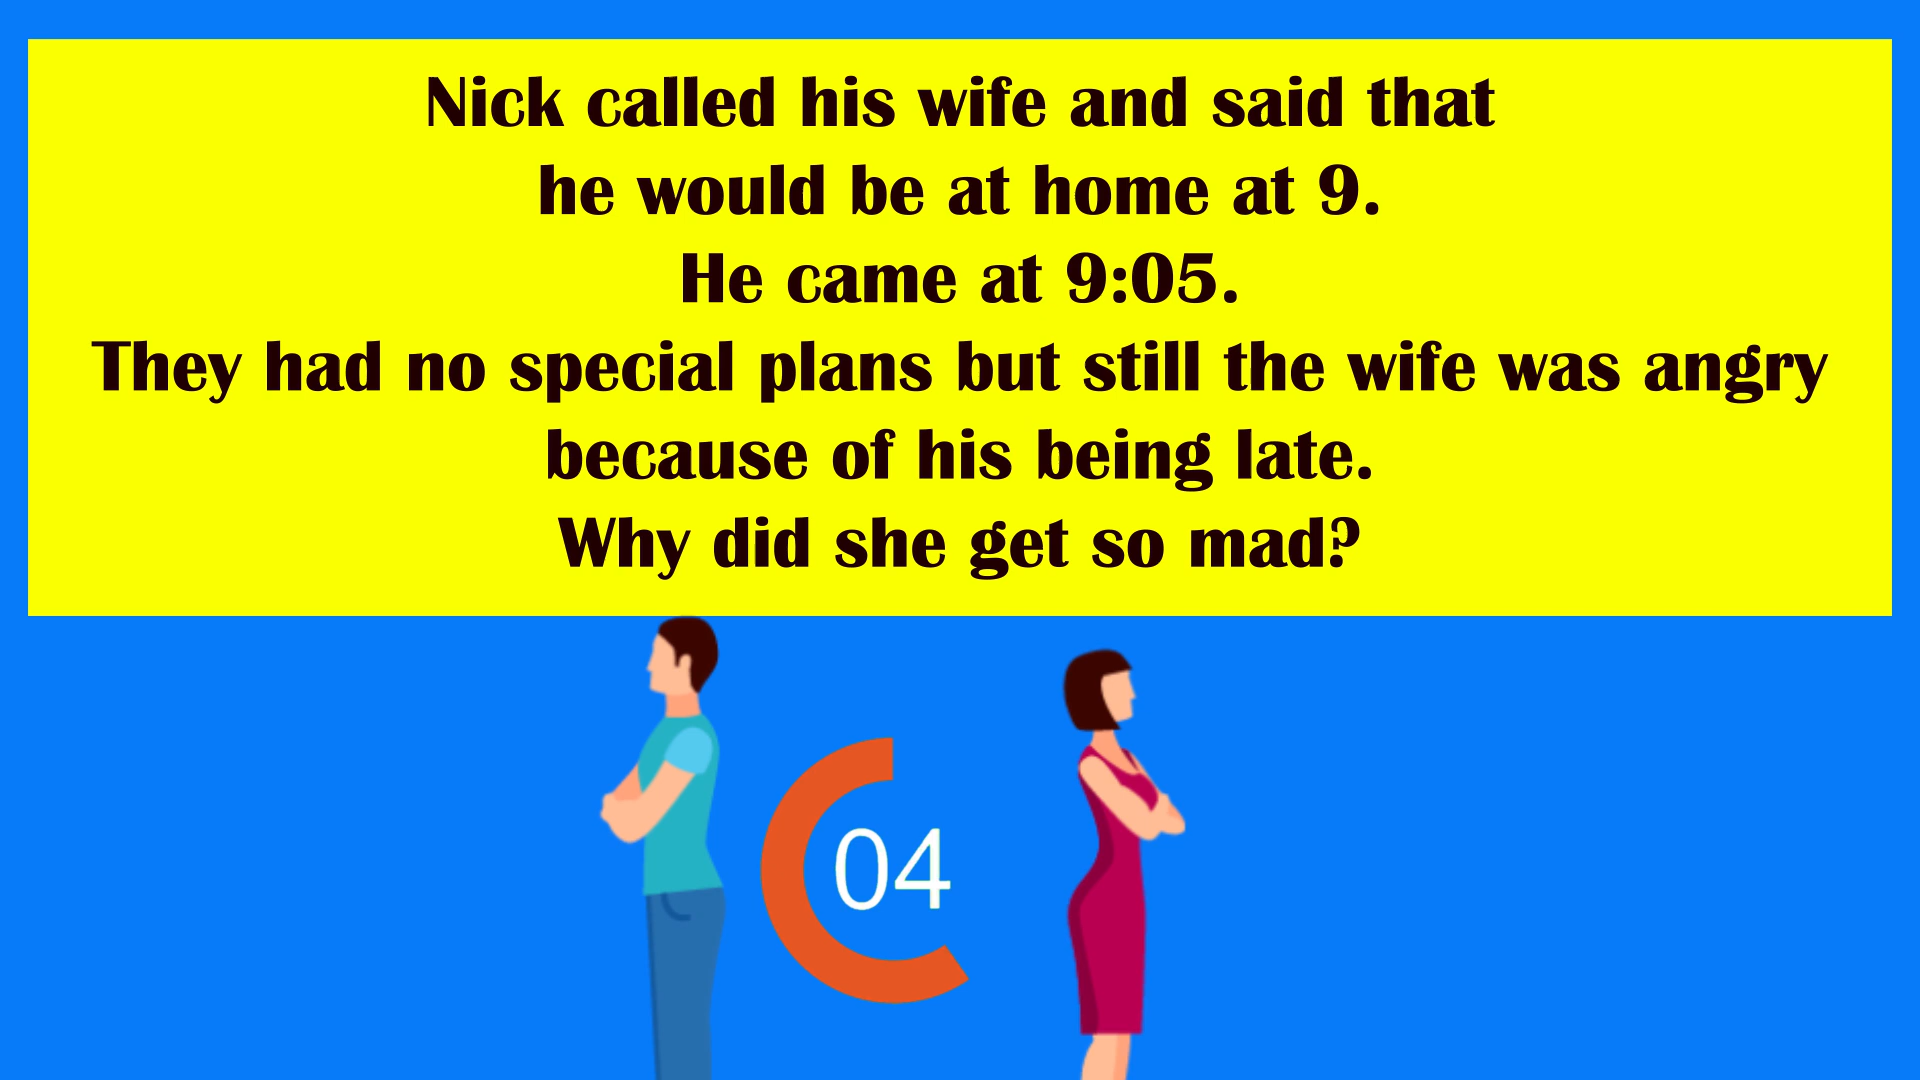 Nick called his wife and said that
he would be at home at 9.
He came at 9:05.
They had no special plans but still the wife was angry
because of his being late.
Why did she get so mad?
04